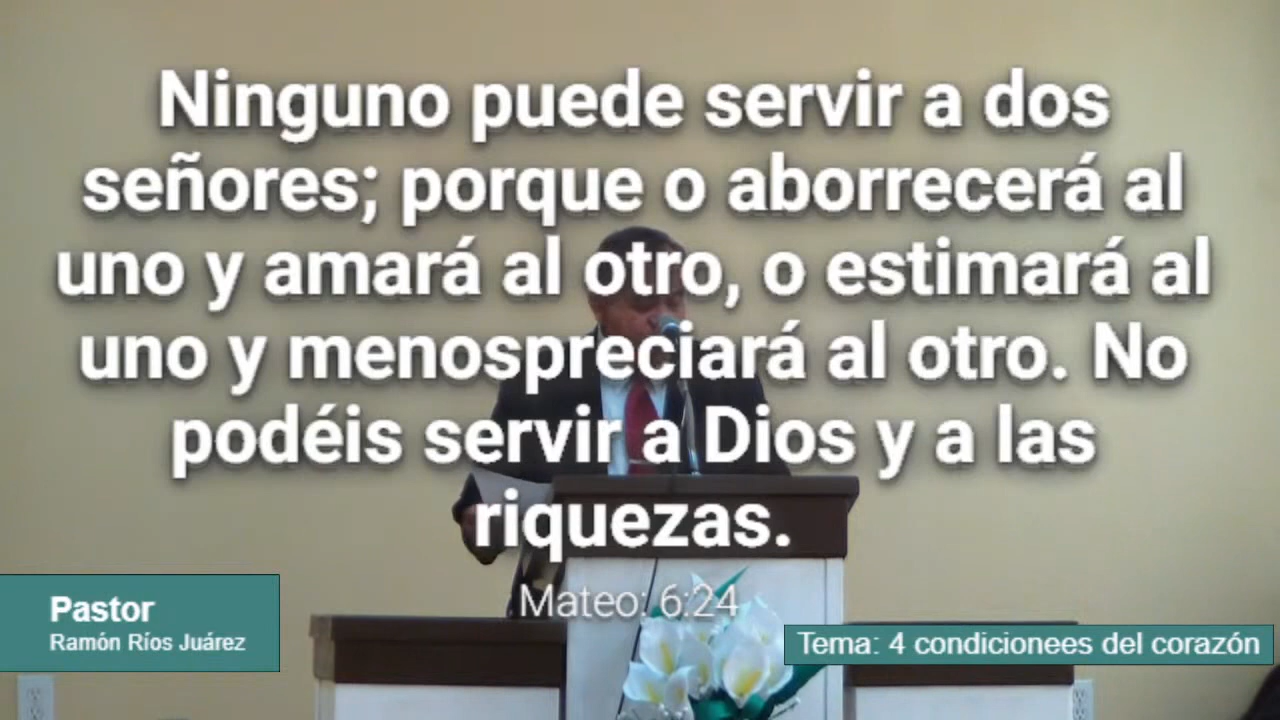 Ninguno puede servir a dos
señores; porque o aborrecerá al
uno y amará al otro, o estimará al
uno y menospreciará al otro. No
podéis servir a Dios y a las
riquezas.
Mateo: 6:24
Pastor
Ramón Ríos Juárez
Tema: 4 condicionees del corazón